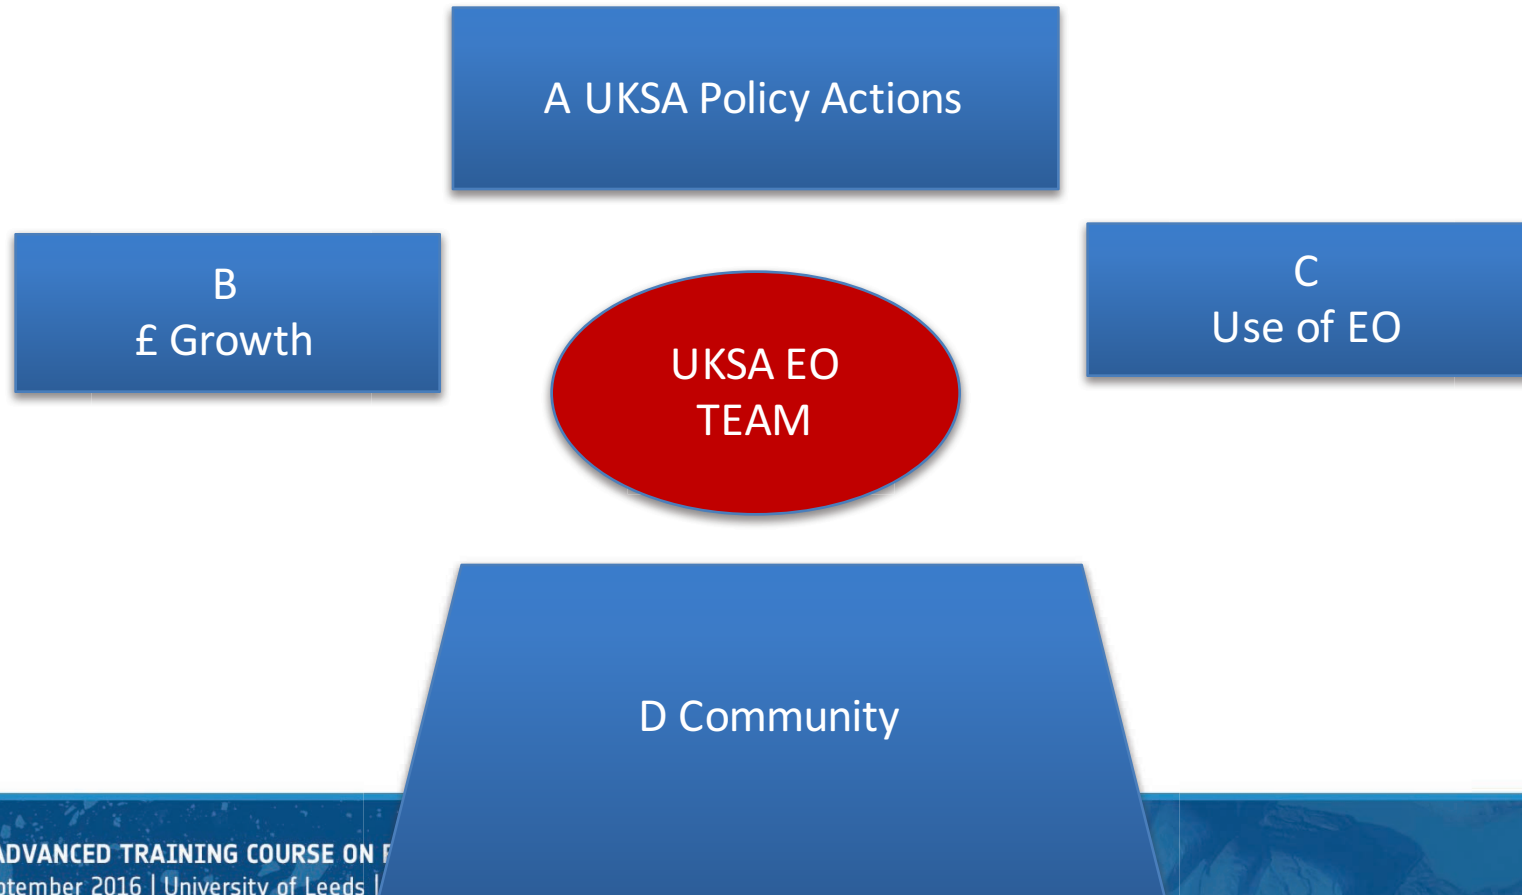 A UKSA Policy Actions
B
£ Growth
C
Use of EO
UKSA EO
TEAM
D Community
ADVANCED TRAINING COURSE ON
2016 | University of Leeds |